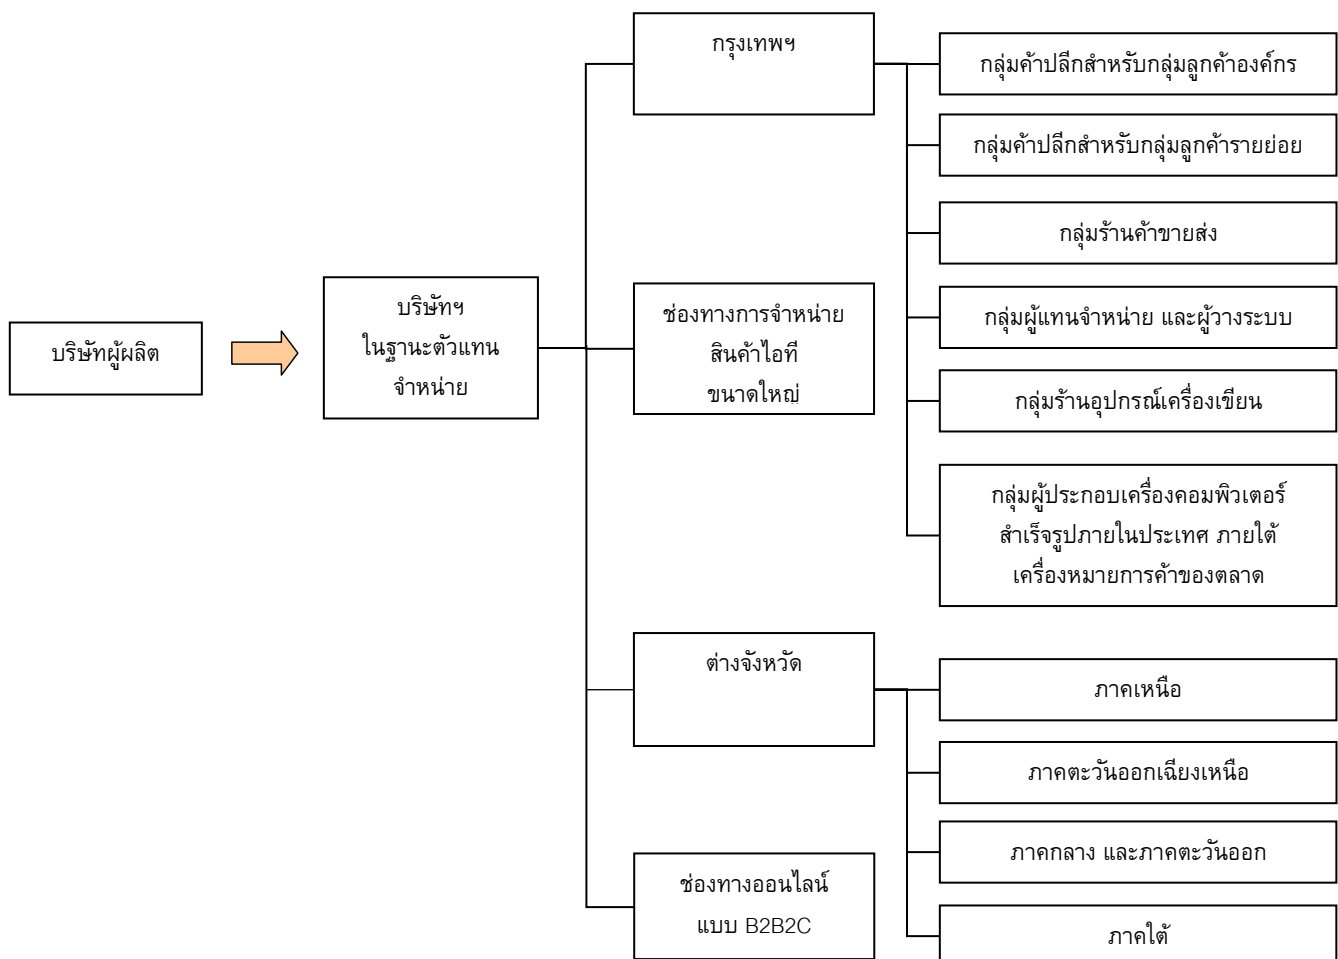 บริษัทผู้ผลิต
บริษัทฯ
ในฐานะตัวแทน
จำหน่าย
กรุงเทพฯ
กลุ่มค้าปลีกสำหรับกลุ่มลูกค้าองค์กร
กลุ่มค้าปลีกสำหรับกลุ่มลูกค้ารายย่อย
กลุ่มร้านค้าขายส่ง
กลุ่มผู้แทนจำหน่าย และผู้วางระบบ
กลุ่มร้านอุปกรณ์เครื่องเขียน
กลุ่มผู้ประกอบเครื่องคอมพิวเตอร์
สำเร็จรูปภายในประเทศ ภายใต้
เครื่องหมายการค้าของตลาด
ช่องทางการจำหน่าย
สินค้าไอที
ขนาดใหญ่
ต่างจังหวัด
ภาคเหนือ
ภาคตะวันออกเฉียงเหนือ
ภาคกลาง และภาคตะวันออก
ภาคใต้
ช่องทางออนไลน์
แบบ B2B2C